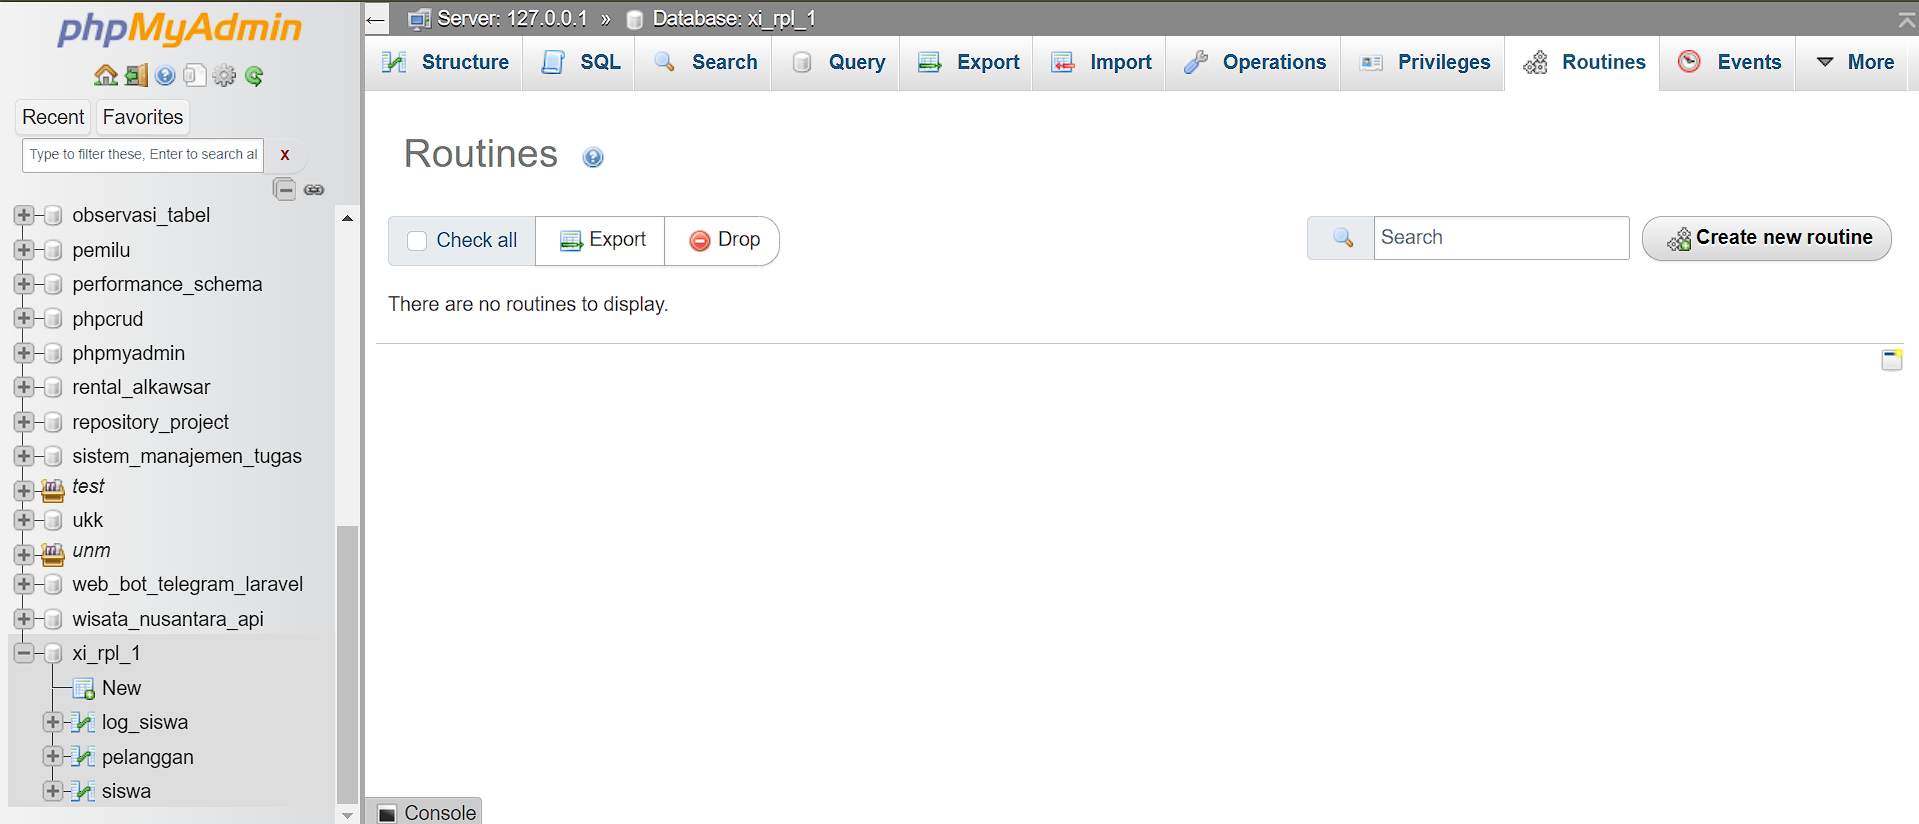 phpMyAdmin
Recent Favorites
Type to filter these, Enter to search al X
observasi_tabel
pemilu
performance_schema
phpcrud
phpmyadmin
rental_alkawsar
repository_project
sistem_manajemen_tugas
test
ukk
unm
web_bot_telegram_laravel
wisata_nusantara_api
xi_rpl_1
New
log_siswa
pelanggan
siswa
← Server: 127.0.0.1 » Database: xi_rpl_1
Structure SQL Search Query Export Import Operations Privileges Routines Events More
Routines
Check all Export Drop Search Create new routine
There are no routines to display.
Console